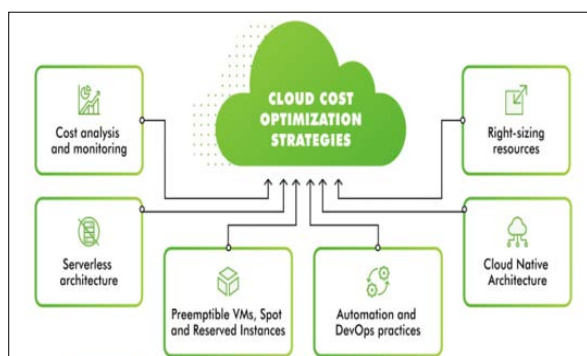 CLOUD COST
OPTIMIZATION
STRATEGIES
Cost analysis
and monitoring
Right-sizing
resources
Serverless
architecture
Preemptible VMs, Spot
and Reserved Instances
Automation and
DevOps practices
Cloud Native
Architecture